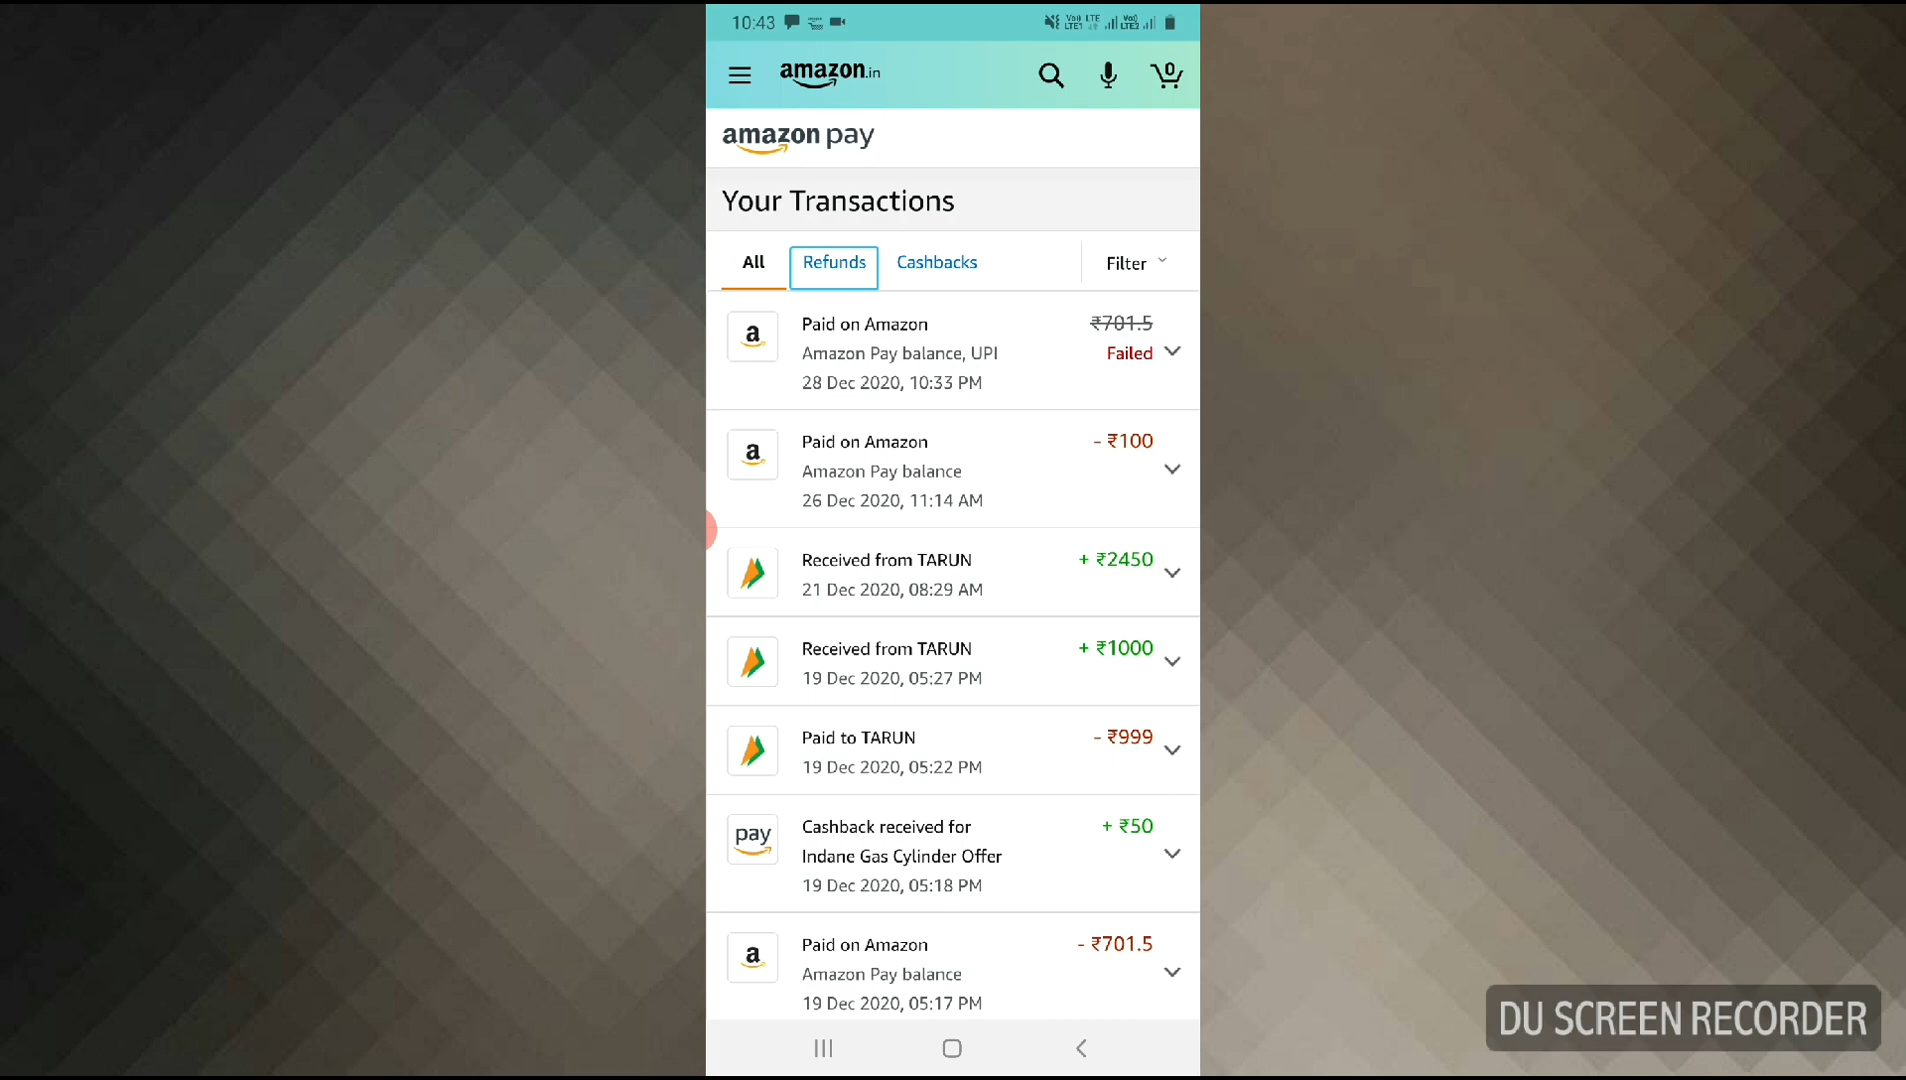 10:43
Vo) LTE
LTE1
Vo)
LTE2
amazon.in
0
amazon pay
Your Transactions
All
Refunds
Cashbacks
Filter
a
Paid on Amazon
₹701.5
Amazon Pay balance, UPI
Failed
28 Dec 2020, 10:33 PM
a
Paid on Amazon
- ₹100
Amazon Pay balance
26 Dec 2020, 11:14 AM
Received from TARUN
+ ₹2450
21 Dec 2020, 08:29 AM
Received from TARUN
+ ₹1000
19 Dec 2020, 05:27 PM
Paid to TARUN
- ₹999
19 Dec 2020, 05:22 PM
pay
Cashback received for
+ ₹50
Indane Gas Cylinder Offer
19 Dec 2020, 05:18 PM
a
Paid on Amazon
- ₹701.5
Amazon Pay balance
19 Dec 2020, 05:17 PM
DU SCREEN RECORDER